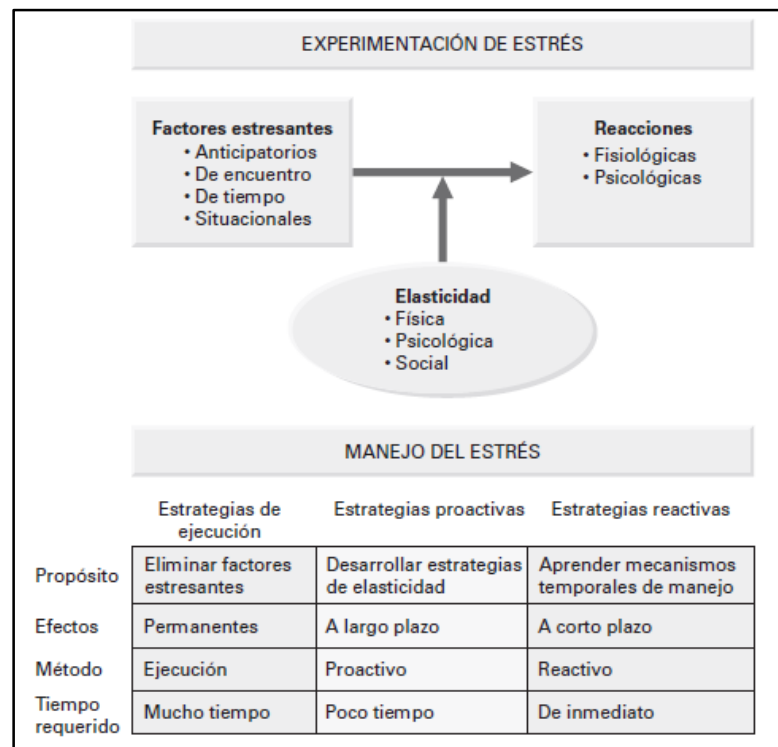 EXPERIMENTACIÓN DE ESTRÉS
Factores estresantes
• Anticipatorios
• De encuentro
• De tiempo
• Situacionales
Reacciones
• Fisiológicas
• Psicológicas
Elasticidad
• Física
• Psicológica
• Social
MANEJO DEL ESTRÉS
Estrategias de
ejecución
Estrategias proactivas
Estrategias reactivas
Propósito
Eliminar factores
estresantes
Desarrollar estrategias
de elasticidad
Aprender mecanismos
temporales de manejo
Efectos
Permanentes
A largo plazo
A corto plazo
Método
Ejecución
Proactivo
Reactivo
Tiempo
requerido
Mucho tiempo
Poco tiempo
De inmediato